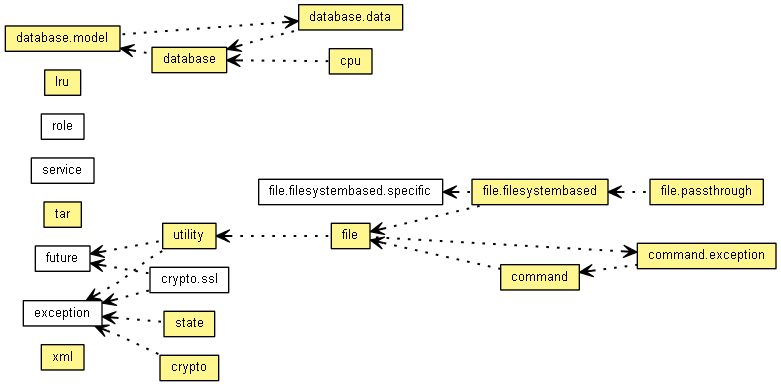 database.data
database.model
database
cpu
lru
role
service
file.filesystembased.specific
file.filesystembased
file.passthrough
tar
utility
file
future
command.exception
crypto.ssl
command
exception
state
xml
crypto